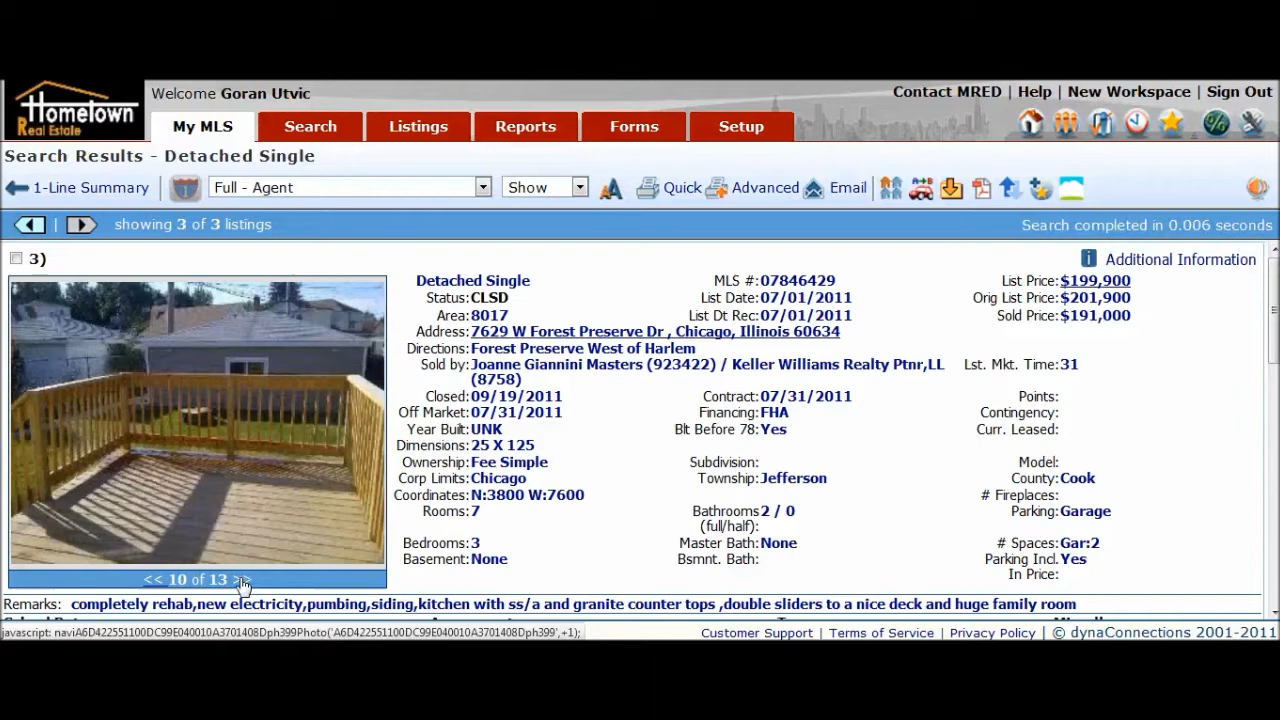 Hometown
Real Estate
Welcome Goran Utvic
Contact MRED | Help | New Workspace | Sign Out
My MLS Search Listings Reports Forms Setup
Search Results - Detached Single
1-Line Summary Full - Agent Show Quick Advanced Email
showing 3 of 3 listings Search completed in 0.006 seconds
3) Additional Information
Detached Single MLS #: 07846429 List Price: $199,900
Status: CLSD List Date: 07/01/2011 Orig List Price: $201,900
Area: 8017 List Dt Rec: 07/01/2011 Sold Price: $191,000
Address: 7629 W Forest Preserve Dr , Chicago, Illinois 60634
Directions: Forest Preserve West of Harlem
Sold by: Joanne Giannini Masters (923422) / Keller Williams Realty Ptnr,LL Lst. Mkt. Time: 31
(8758)
Closed: 09/19/2011 Contract: 07/31/2011 Points:
Off Market: 07/31/2011 Financing: FHA Contingency:
Year Built: UNK Blt Before 78: Yes Curr. Leased:
Dimensions: 25 X 125
Ownership: Fee Simple Subdivision: Model:
Corp Limits: Chicago Township: Jefferson County: Cook
Coordinates: N:3800 W:7600 # Fireplaces:
Rooms: 7 Bathrooms 2 / 0 Parking: Garage
(full/half):
Bedrooms: 3 Master Bath: None # Spaces: Gar:2
Basement: None Bsmnt. Bath: Parking Incl. Yes
In Price:
<< 10 of 13 >>
Remarks: completely rehab,new electricity,pumbing,siding,kitchen with ss/a and granite counter tops ,double sliders to a nice deck and huge family room
javascript: naviA6D422551100DC99E040010A3701408Dph399Photo('A6D422551100DC99E040010A3701408Dph399',+1);
Customer Support | Terms of Service | Privacy Policy | © dynaConnections 2001-2011